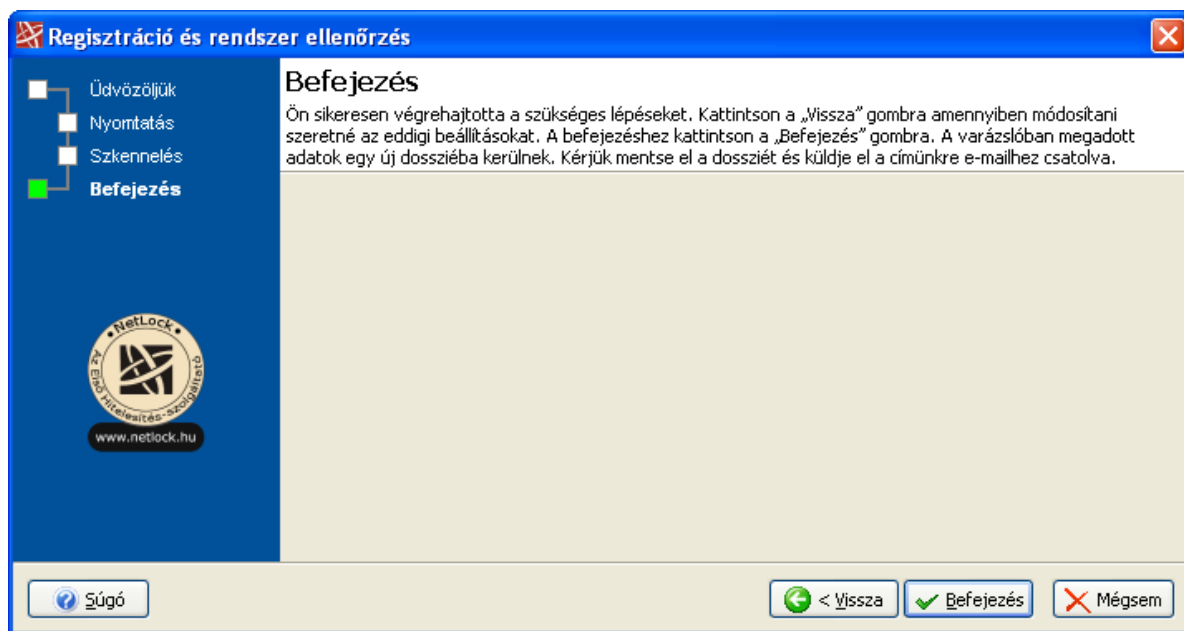 Regisztráció és rendszer ellenőrzés
Üdvözöljük
Nyomtatás
Szkennelés
Befejezés
Befejezés
Ön sikeresen végrehajtotta a szükséges lépéseket. Kattintson a „Vissza” gombra amennyiben módosítani
szeretné az eddigi beállításokat. A befejezéshez kattintson a „Befejezés” gombra. A varázslóban megadott
adatok egy új dossziéba kerülnek. Kérjük mentse el a dossziét és küldje el a címünkre e-mailhez csatolva.
NetLock
Az Első Hitelesítés-szolgáltató
www.netlock.hu
Súgó
< Vissza
Befejezés
Mégsem